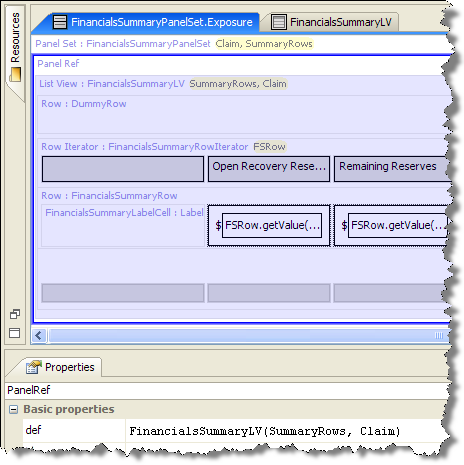 Resources
FinancialsSummaryPanelSet.Exposure
FinancialsSummaryLV
Panel Set : FinancialsSummaryPanelSet Claim, SummaryRows
Panel Ref
List View : FinancialsSummaryLV SummaryRows, Claim
Row : DummyRow
Row Iterator : FinancialsSummaryRowIterator FSRow
Open Recovery Rese... Remaining Reserves
Row : FinancialsSummaryRow
FinancialsSummaryLabelCell : Label
$ FSRow.getValue(... $ FSRow.getValue(...
Properties
PanelRef
Basic properties
def FinancialsSummaryLV(SummaryRows, Claim)